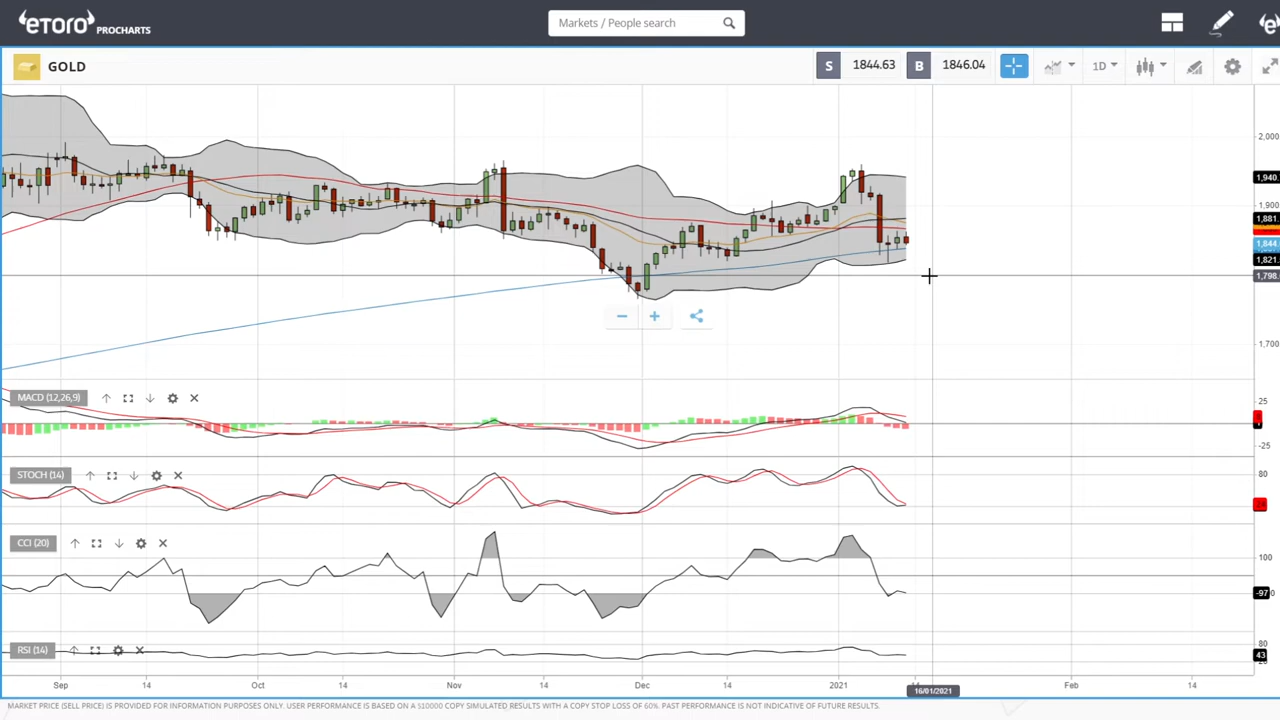 eToro PROCHARTS
Markets / People search
GOLD
S 1844.63 B 1846.04
1D
2,000
1,940.
1,900
1,881.
1,844
1,821.
1,798.
1,700
MACD (12,26,9)
25
-25
STOCH (14)
80
CCI (20)
100
-97
RSI (14)
80
43
20
Sep 14 Oct 14 Nov 14 Dec 14 2021 Feb 14
16/01/2021
MARKET PRICE (SELL PRICE) IS PROVIDED FOR INFORMATION PURPOSES ONLY. USER PERFORMANCE IS BASED ON A $10000 COPY SIMULATED RESULTS WITH A COPY STOP LOSS OF 60%. PAST PERFORMANCE IS NOT INDICATIVE OF FUTURE RESULTS.